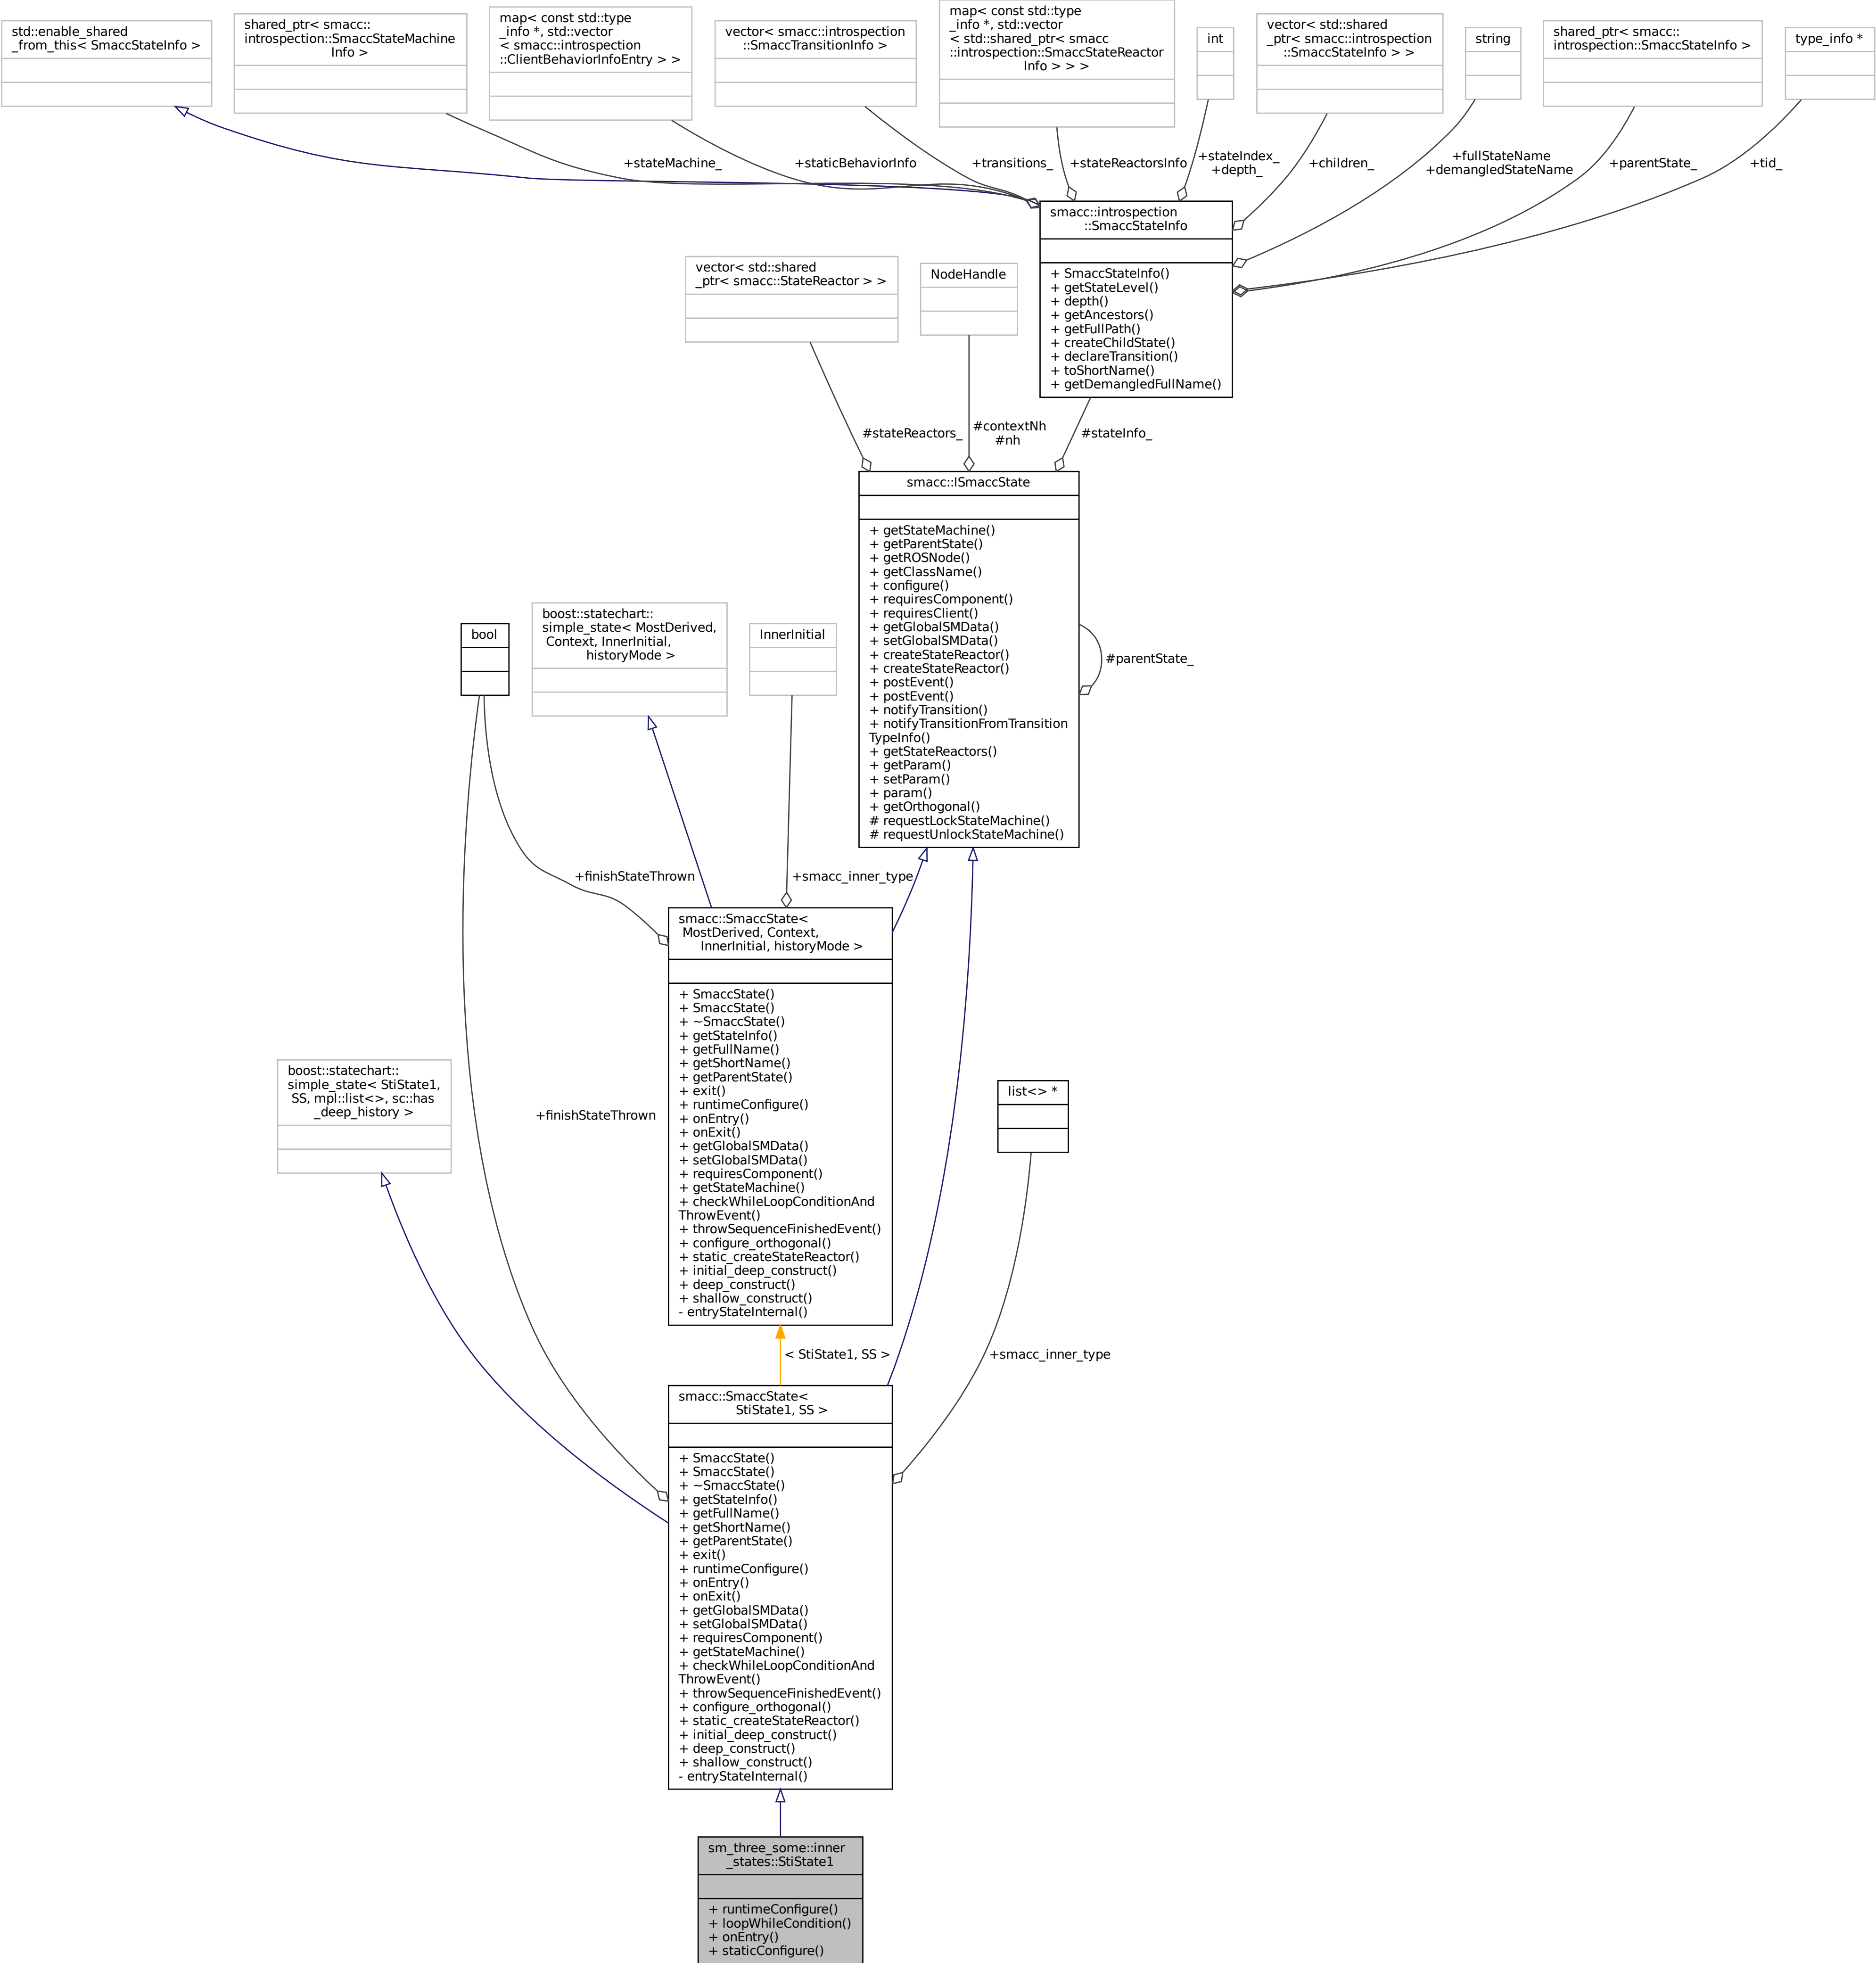 std::enable_shared
_from_this< SmaccStateInfo >
shared_ptr< smacc::
introspection::SmaccStateMachine
Info >
map< const std::type
_info *, std::vector
< smacc::introspection
::ClientBehaviorInfoEntry > >
vector< smacc::introspection
::SmaccTransitionInfo >
map< const std::type
_info *, std::vector
< std::shared_ptr< smacc
::introspection::SmaccStateReactor
Info > > >
int
vector< std::shared
_ptr< smacc::introspection
::SmaccStateInfo > >
string
shared_ptr< smacc::
introspection::SmaccStateInfo >
type_info *
+stateMachine_
+staticBehaviorInfo
+transitions_
+stateReactorsInfo
+stateIndex_
+depth_
+children_
+fullStateName
+demangledStateName
+parentState_
+tid_
smacc::introspection
::SmaccStateInfo
+ SmaccStateInfo()
+ getStateLevel()
+ depth()
+ getAncestors()
+ getFullPath()
+ createChildState()
+ declareTransition()
+ toShortName()
+ getDemangledFullName()
vector< std::shared
_ptr< smacc::StateReactor > >
NodeHandle
#stateReactors_
#contextNh
#nh
#stateInfo_
smacc::ISmaccState
+ getStateMachine()
+ getParentState()
+ getROSNode()
+ getClassName()
+ configure()
+ requiresComponent()
+ requiresClient()
+ getGlobalSMData()
+ setGlobalSMData()
+ createStateReactor()
+ createStateReactor()
+ postEvent()
+ postEvent()
+ notifyTransition()
+ notifyTransitionFromTransition
TypeInfo()
+ getStateReactors()
+ getParam()
+ setParam()
+ param()
+ getOrthogonal()
# requestLockStateMachine()
# requestUnlockStateMachine()
#parentState_
bool
boost::statechart::
simple_state< MostDerived,
Context, InnerInitial,
historyMode >
InnerInitial
+finishStateThrown
+smacc_inner_type
smacc::SmaccState<
MostDerived, Context,
InnerInitial, historyMode >
+ SmaccState()
+ SmaccState()
+ ~SmaccState()
+ getStateInfo()
+ getFullName()
+ getShortName()
+ getParentState()
+ exit()
+ runtimeConfigure()
+ onEntry()
+ onExit()
+ getGlobalSMData()
+ setGlobalSMData()
+ requiresComponent()
+ getStateMachine()
+ checkWhileLoopConditionAnd
ThrowEvent()
+ throwSequenceFinishedEvent()
+ configure_orthogonal()
+ static_createStateReactor()
+ initial_deep_construct()
+ deep_construct()
+ shallow_construct()
- entryStateInternal()
boost::statechart::
simple_state< StiState1,
SS, mpl::list<>, sc::has
_deep_history >
+finishStateThrown
list<> *
< StiState1, SS >
+smacc_inner_type
smacc::SmaccState<
StiState1, SS >
+ SmaccState()
+ SmaccState()
+ ~SmaccState()
+ getStateInfo()
+ getFullName()
+ getShortName()
+ getParentState()
+ exit()
+ runtimeConfigure()
+ onEntry()
+ onExit()
+ getGlobalSMData()
+ setGlobalSMData()
+ requiresComponent()
+ getStateMachine()
+ checkWhileLoopConditionAnd
ThrowEvent()
+ throwSequenceFinishedEvent()
+ configure_orthogonal()
+ static_createStateReactor()
+ initial_deep_construct()
+ deep_construct()
+ shallow_construct()
- entryStateInternal()
sm_three_some::inner
_states::StiState1
+ runtimeConfigure()
+ loopWhileCondition()
+ onEntry()
+ staticConfigure()